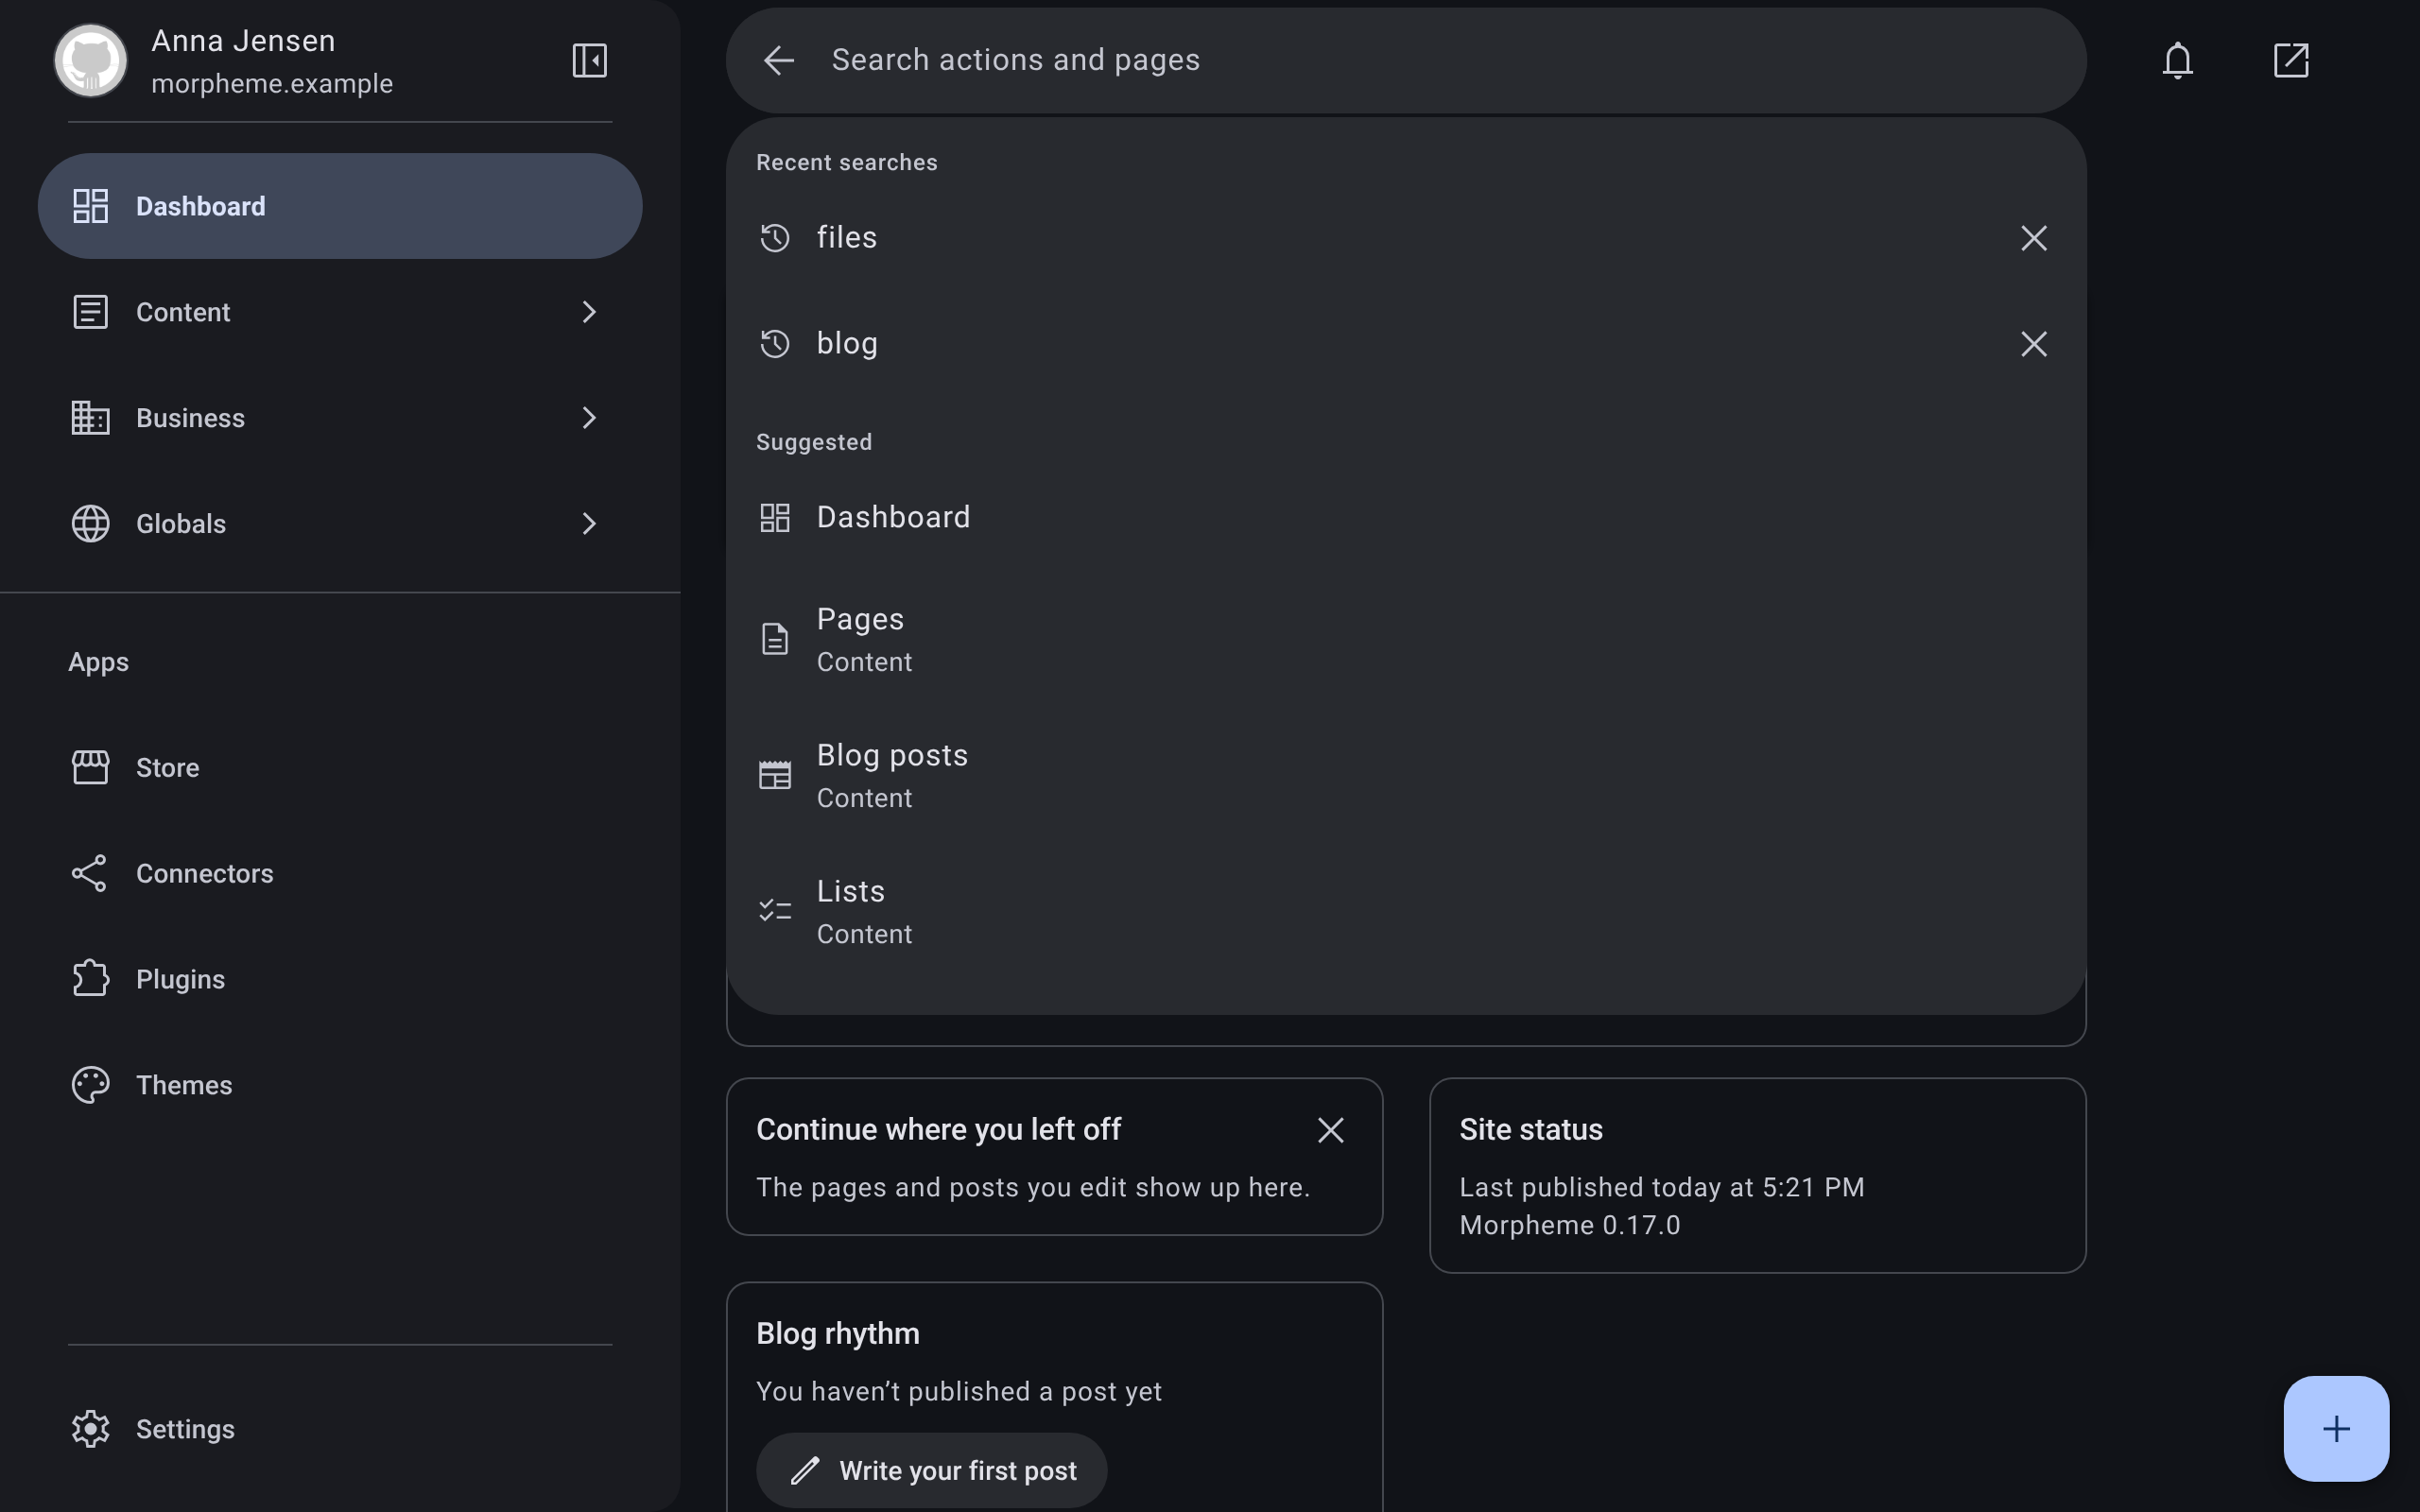 Anna Jensen
morpheme.example
Dashboard
Content
Business
Globals
Apps
Store
Connectors
Plugins
Themes
Settings
Search actions and pages
Recent searches
files
blog
Suggested
Dashboard
Pages
Content
Blog posts
Content
Lists
Content
Continue where you left off
The pages and posts you edit show up here.
Site status
Last published today at 5:21 PM
Morpheme 0.17.0
Blog rhythm
You haven’t published a post yet
Write your first post